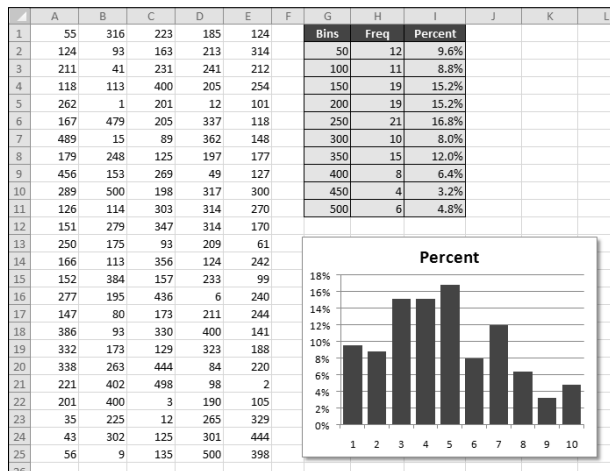 A B C D E F G H I J K L
1 55 316 223 185 124 Bins Freq Percent
2 124 93 163 213 314 50 12 9.6%
3 211 41 231 241 212 100 11 8.8%
4 118 113 400 205 254 150 19 15.2%
5 262 1 201 12 101 200 19 15.2%
6 167 479 205 337 118 250 21 16.8%
7 489 15 89 362 148 300 10 8.0%
8 179 248 125 197 177 350 15 12.0%
9 456 153 269 49 127 400 8 6.4%
10 289 500 198 317 300 450 4 3.2%
11 126 114 303 314 270 500 6 4.8%
12 151 279 347 314 170
13 250 175 93 209 61
14 166 113 356 124 242
15 152 384 157 233 99
16 277 195 436 6 240
17 147 80 173 211 244
18 386 93 330 400 141
19 332 173 129 323 188
20 338 263 444 84 220
21 221 402 498 98 2
22 201 400 3 190 105
23 35 225 12 265 329
24 43 302 125 301 444
25 56 9 135 500 398
Percent
18%
16%
14%
12%
10%
8%
6%
4%
2%
0%
1 2 3 4 5 6 7 8 9 10